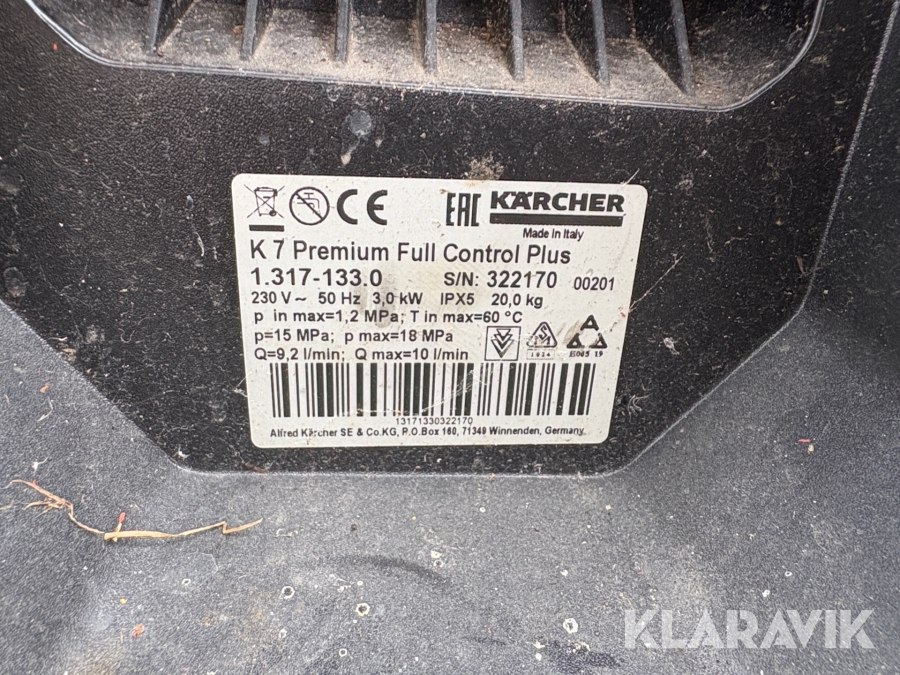 EAC KÄRCHER
Made in Italy
K 7 Premium Full Control Plus
1.317-133.0 S/N: 322170 00201
230 V~ 50 Hz 3,0 kW IPX5 20,0 kg
p in max=1,2 MPa; T in max=60 °C
p=15 MPa; p max=18 MPa
Q=9,2 l/min; Q max=10 l/min
13171330322170
Alfred Kärcher SE & Co.KG, P.O.Box 160, 71349 Winnenden, Germany.
KLARAVIK